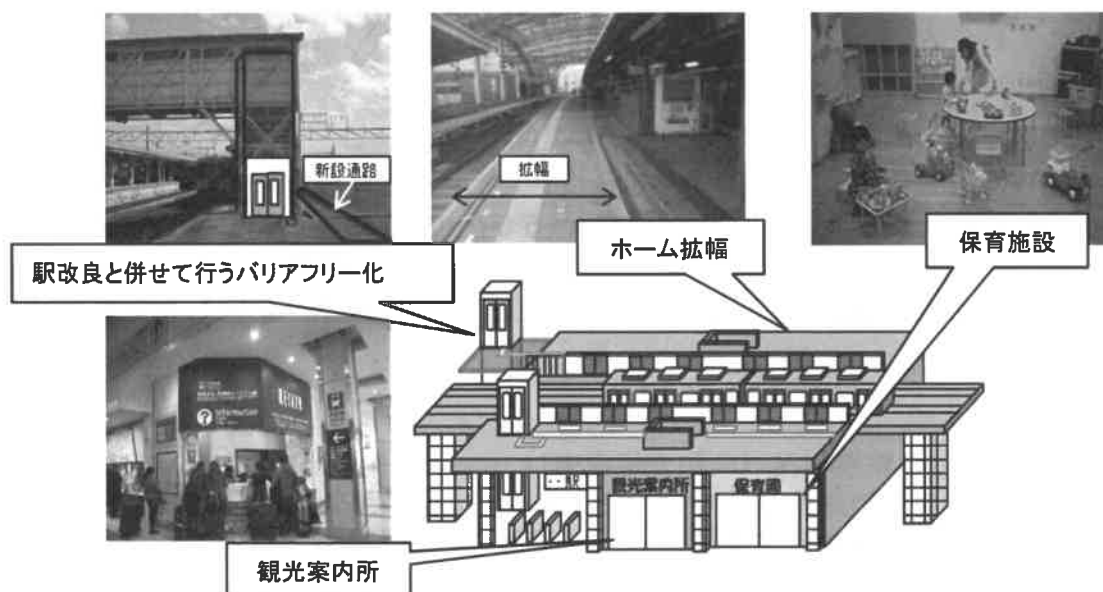 新設通路
拡幅
ホーム拡幅
保育施設
駅改良と併せて行うバリアフリー化
Information
駅
観光案内所
保育園
観光案内所